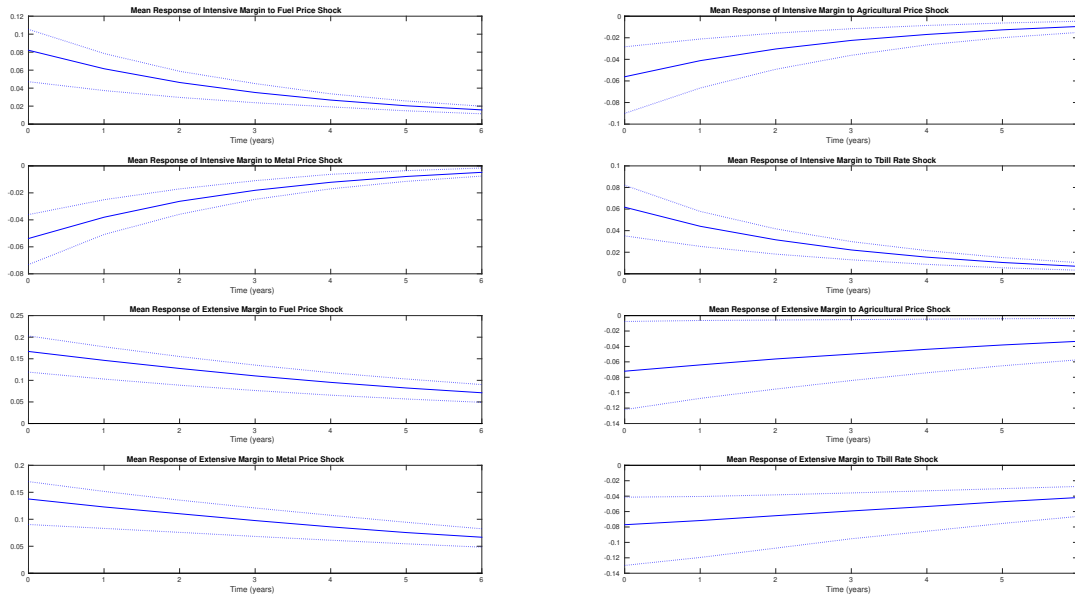 Mean Response of Intensive Margin to Fuel Price Shock
0.12
0.1
0.08
0.06
0.04
0.02
0
0 1 2 3 4 5 6
Time (years)
Mean Response of Intensive Margin to Agricultural Price Shock
0
-0.02
-0.04
-0.06
-0.08
-0.1
0 1 2 3 4 5
Time (years)
Mean Response of Intensive Margin to Metal Price Shock
0
-0.02
-0.04
-0.06
-0.08
0 1 2 3 4 5 6
Time (years)
Mean Response of Intensive Margin to Tbill Rate Shock
0.1
0.08
0.06
0.04
0.02
0
0 1 2 3 4 5
Time (years)
Mean Response of Extensive Margin to Fuel Price Shock
0.25
0.2
0.15
0.1
0.05
0
0 1 2 3 4 5 6
Time (years)
Mean Response of Extensive Margin to Agricultural Price Shock
0
-0.02
-0.04
-0.06
-0.08
-0.1
-0.12
-0.14
0 1 2 3 4 5
Time (years)
Mean Response of Extensive Margin to Metal Price Shock
0.2
0.15
0.1
0.05
0
0 1 2 3 4 5 6
Time (years)
Mean Response of Extensive Margin to Tbill Rate Shock
0
-0.02
-0.04
-0.06
-0.08
-0.1
-0.12
-0.14
0 1 2 3 4 5
Time (years)